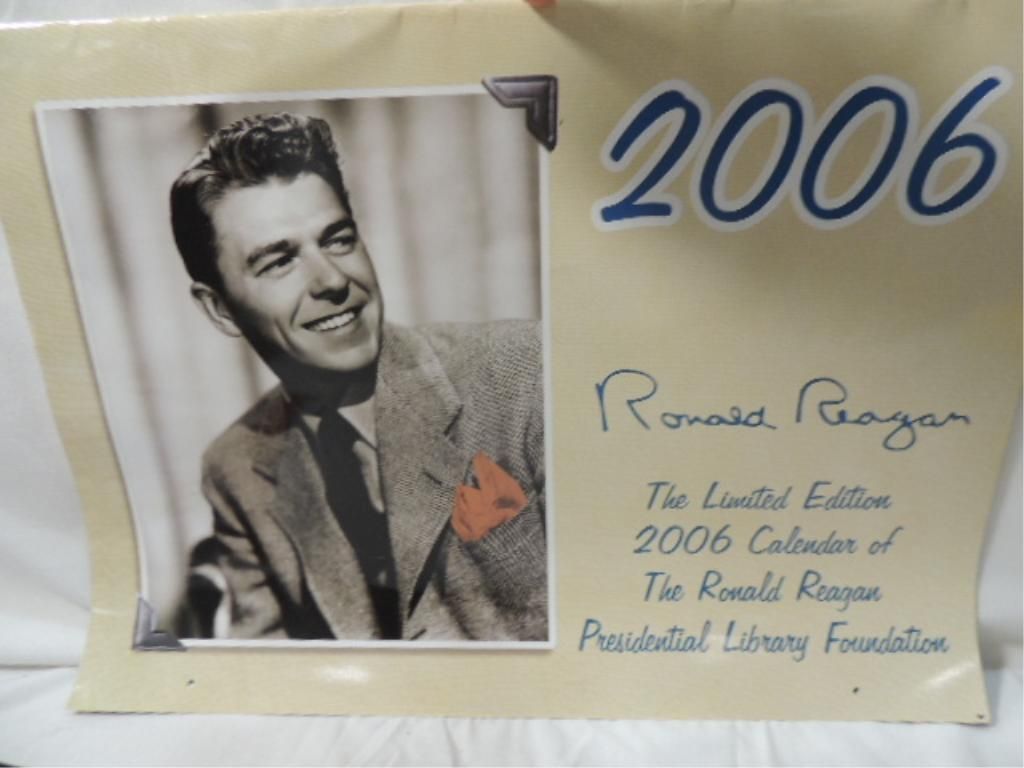 2006
Ronald Reagan
The Limited Edition
2006 Calendar of
The Ronald Reagan
Presidential Library Foundation